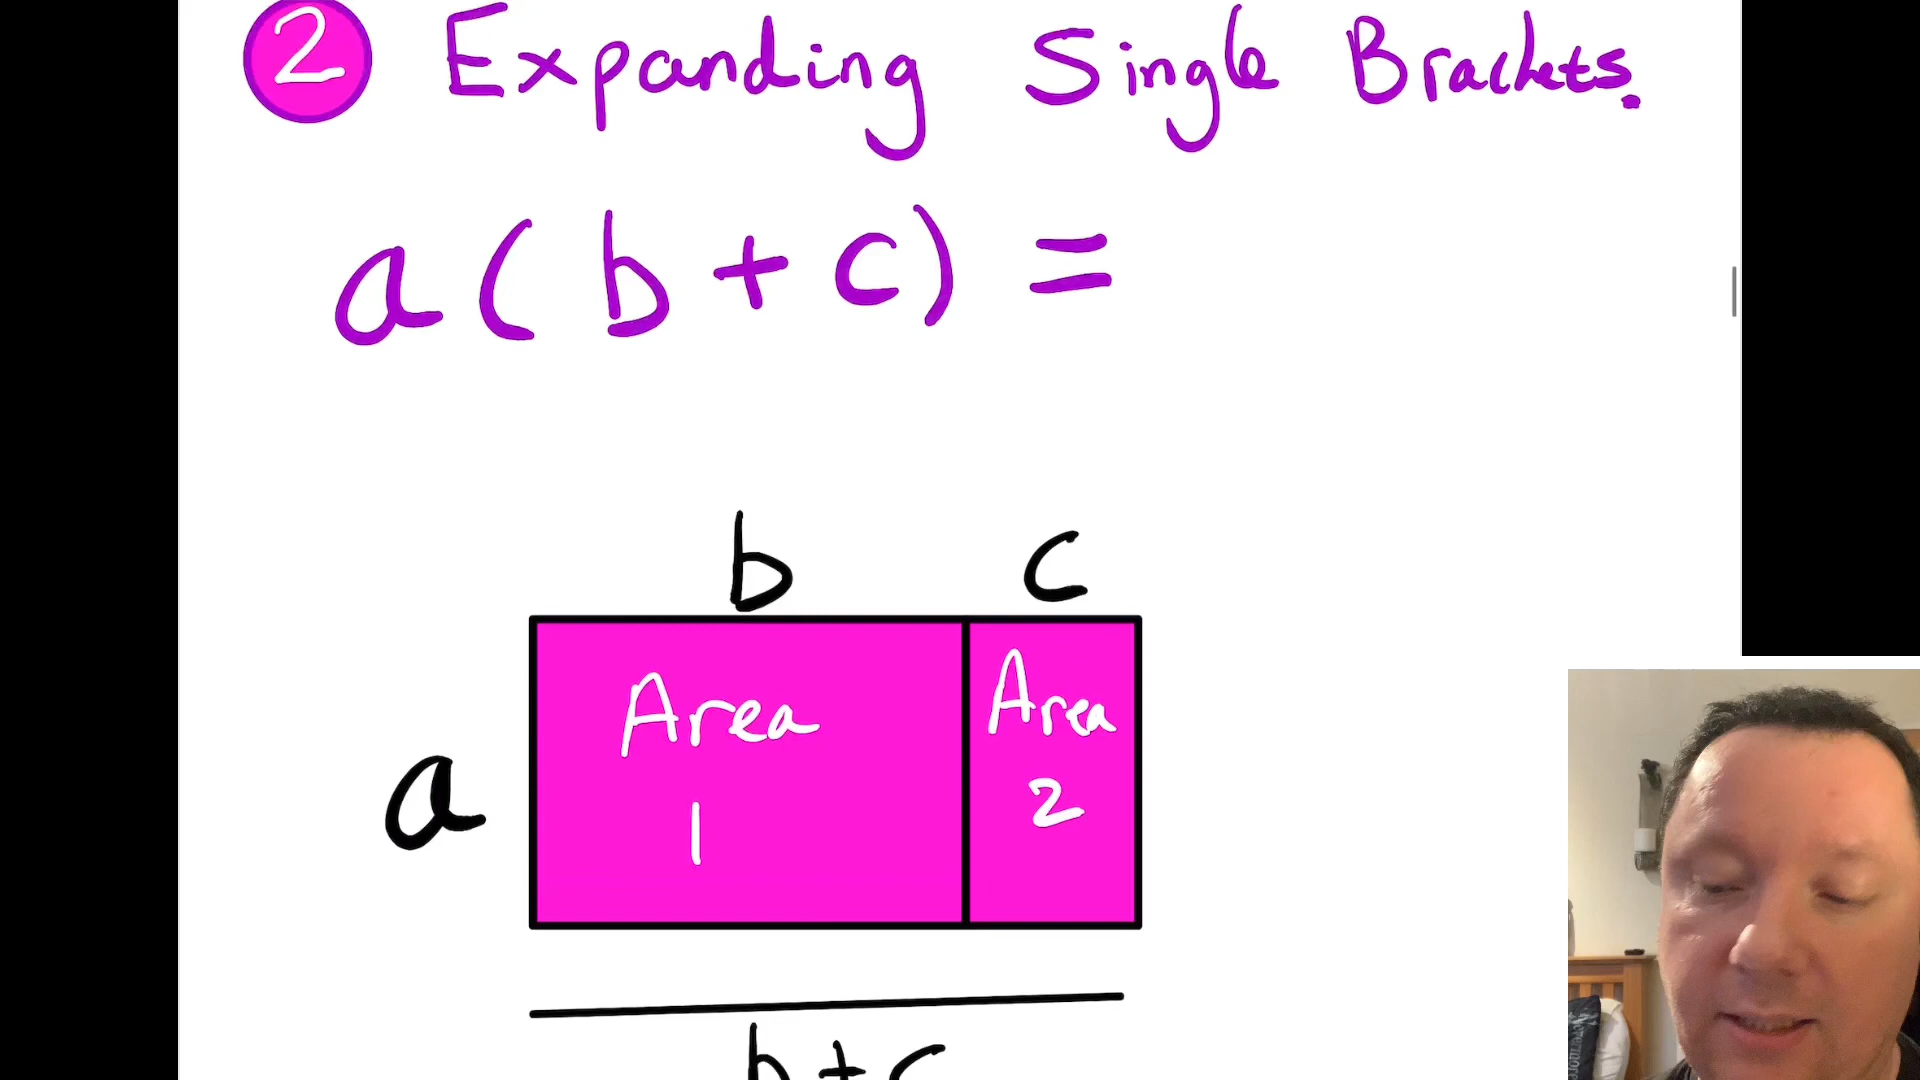 2 Expanding Single Brackets.
a(b+c) =
b c
Area Area
1 2
a
b+c